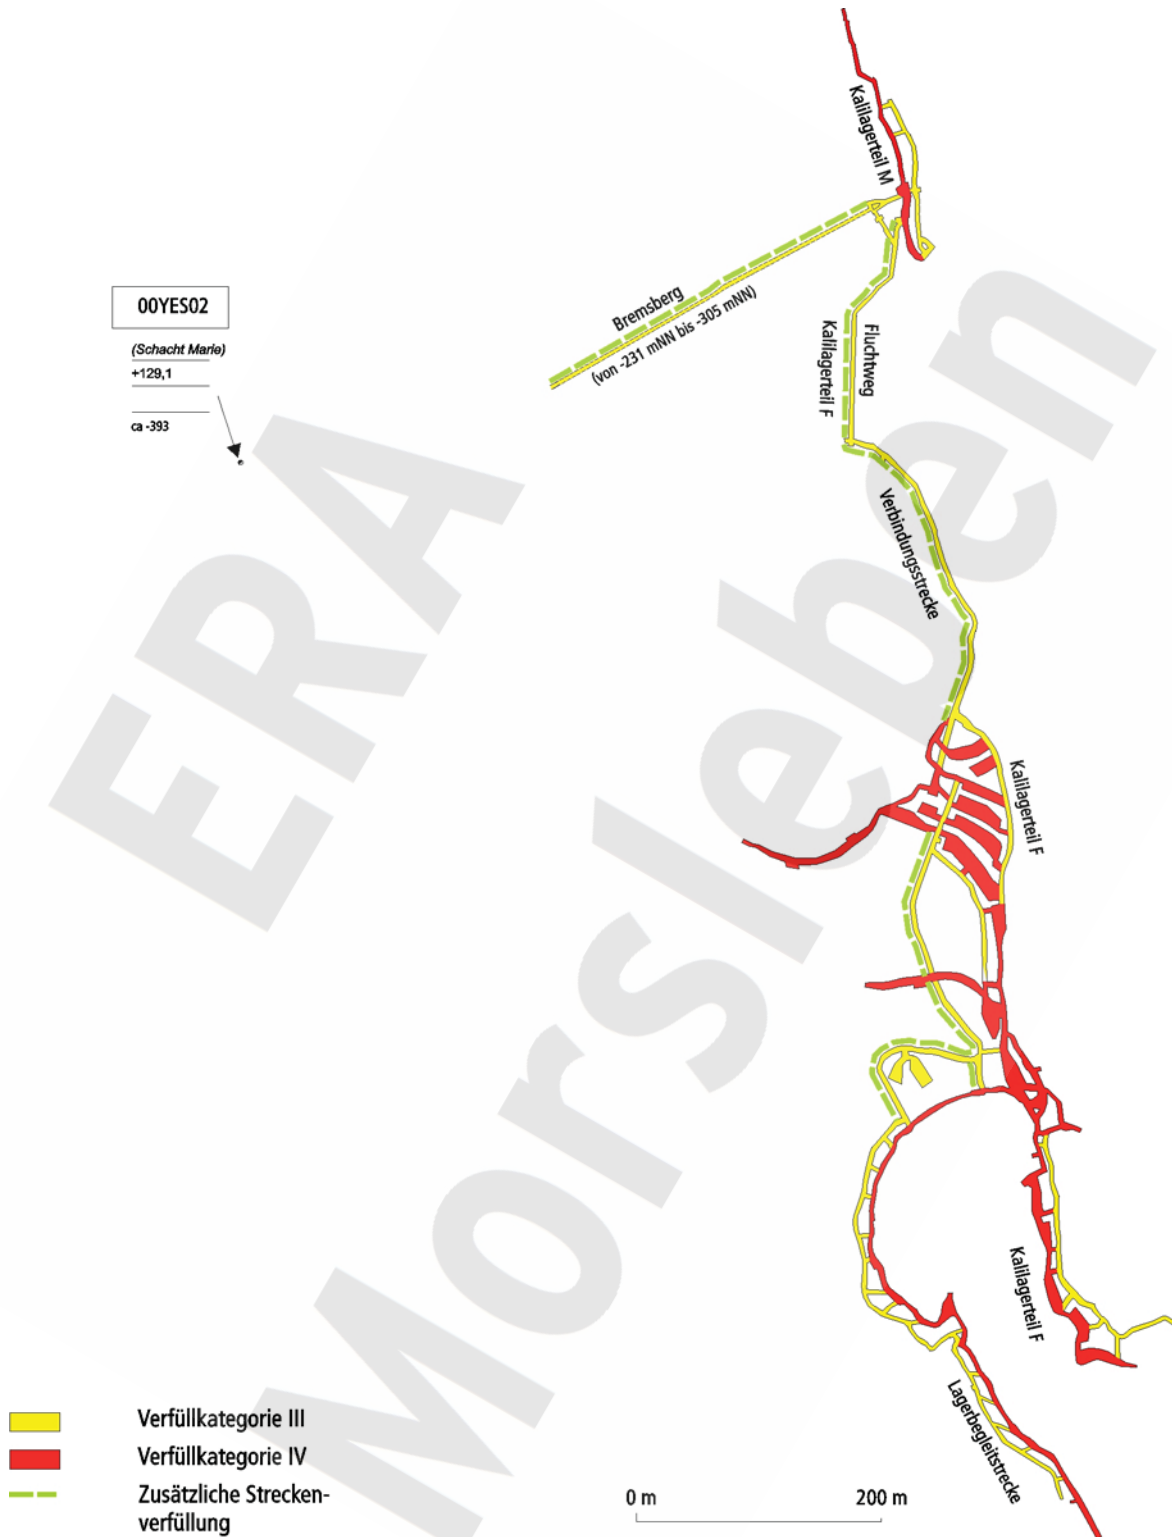 Kalilagerteil M
Bremsberg
(von -231 mNN bis -305 mNN)
00YES02
(Schacht Marie)
+129,1
ca -393
Fluchtweg
Kalilagerteil F
Verbindungsstrecke
Kalilagerteil F
Kalilagerteil F
Lagerbegleitstrecke
ERA
Morsleben
Verfüllkategorie III
Verfüllkategorie IV
Zusätzliche Strecken-
verfüllung
0 m
200 m